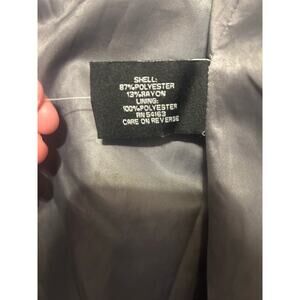 SHELL:
87%POLYESTER
13%RAYON
LINING:
100%POLYESTER
RN 54163
CARE ON REVERSE